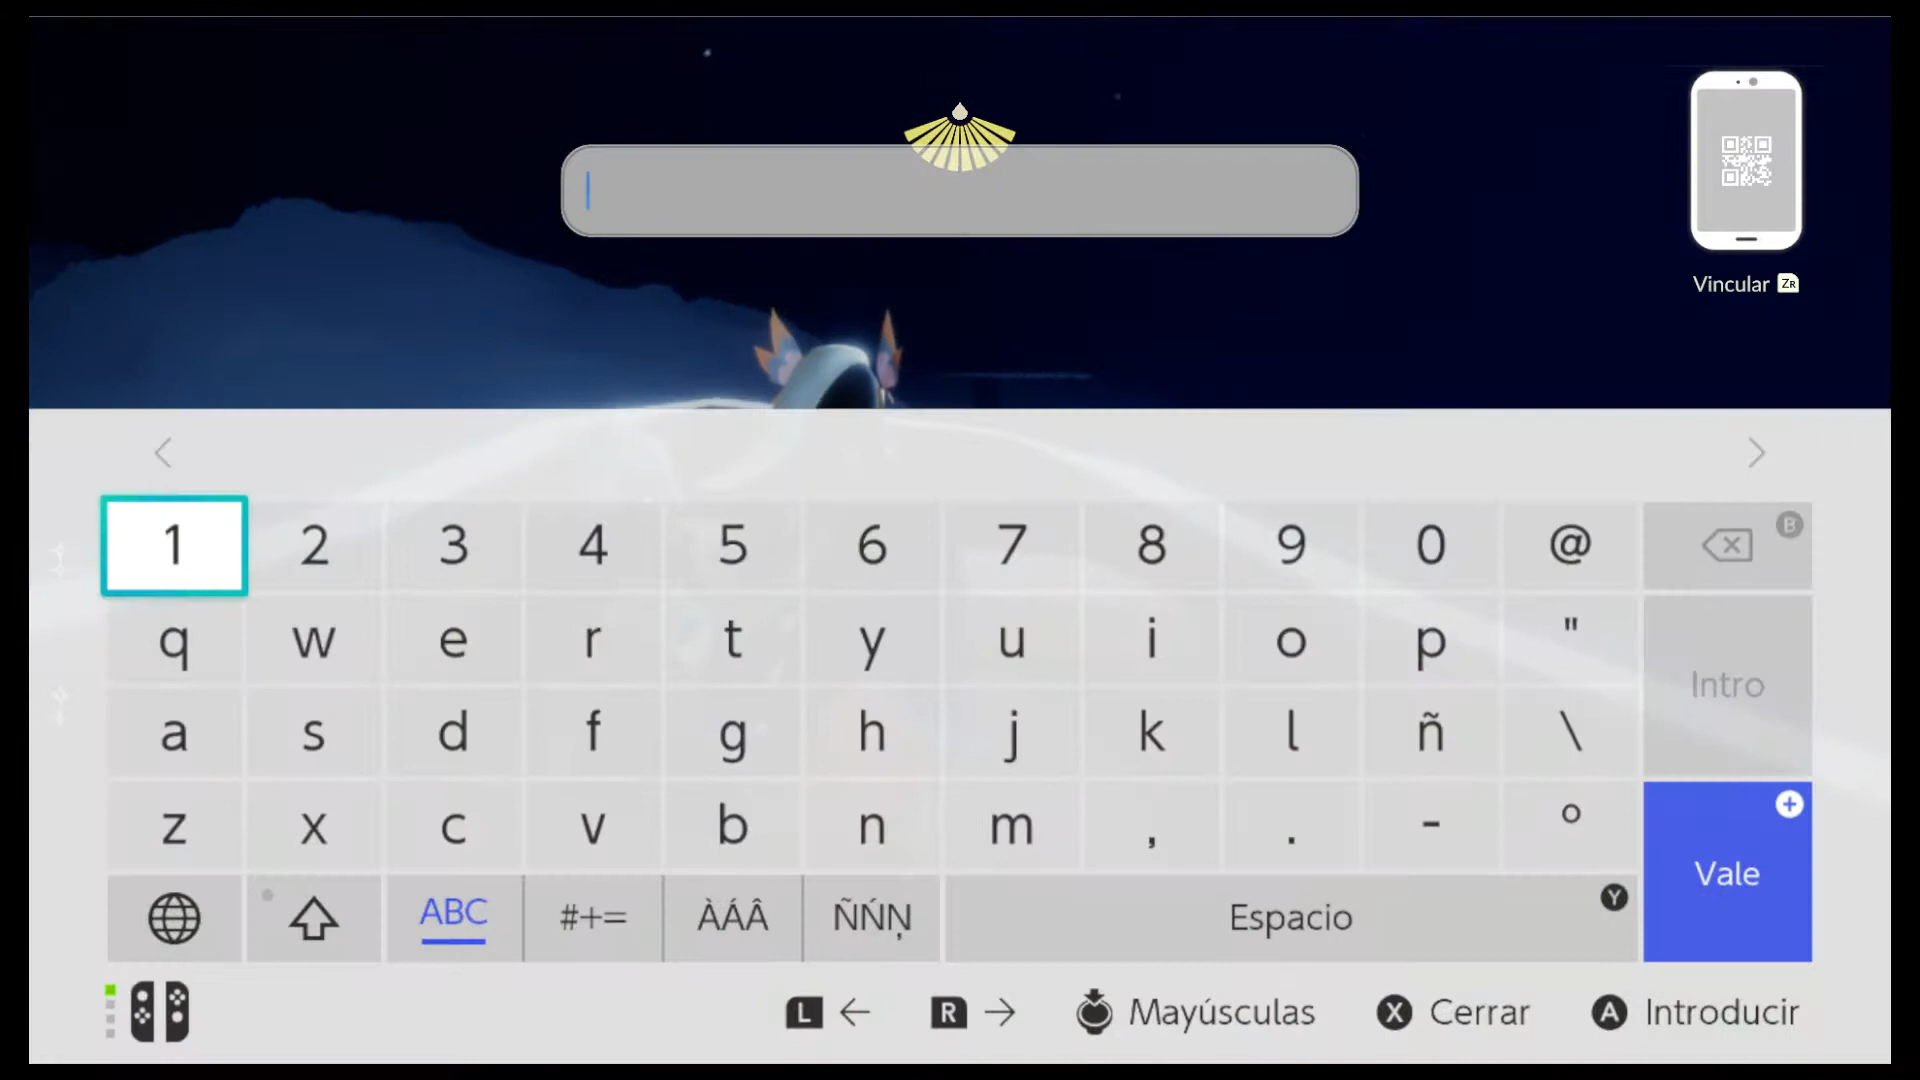 Vincular ZR
1 2 3 4 5 6 7 8 9 0 @ B
q w e r t y u i o p "
Intro
a s d f g h j k l ñ \
z x c v b n m , . - º +
Vale
ABC #+= ÀÁÂ ÑŃŅ Espacio Y
L ← R → Mayúsculas X Cerrar A Introducir